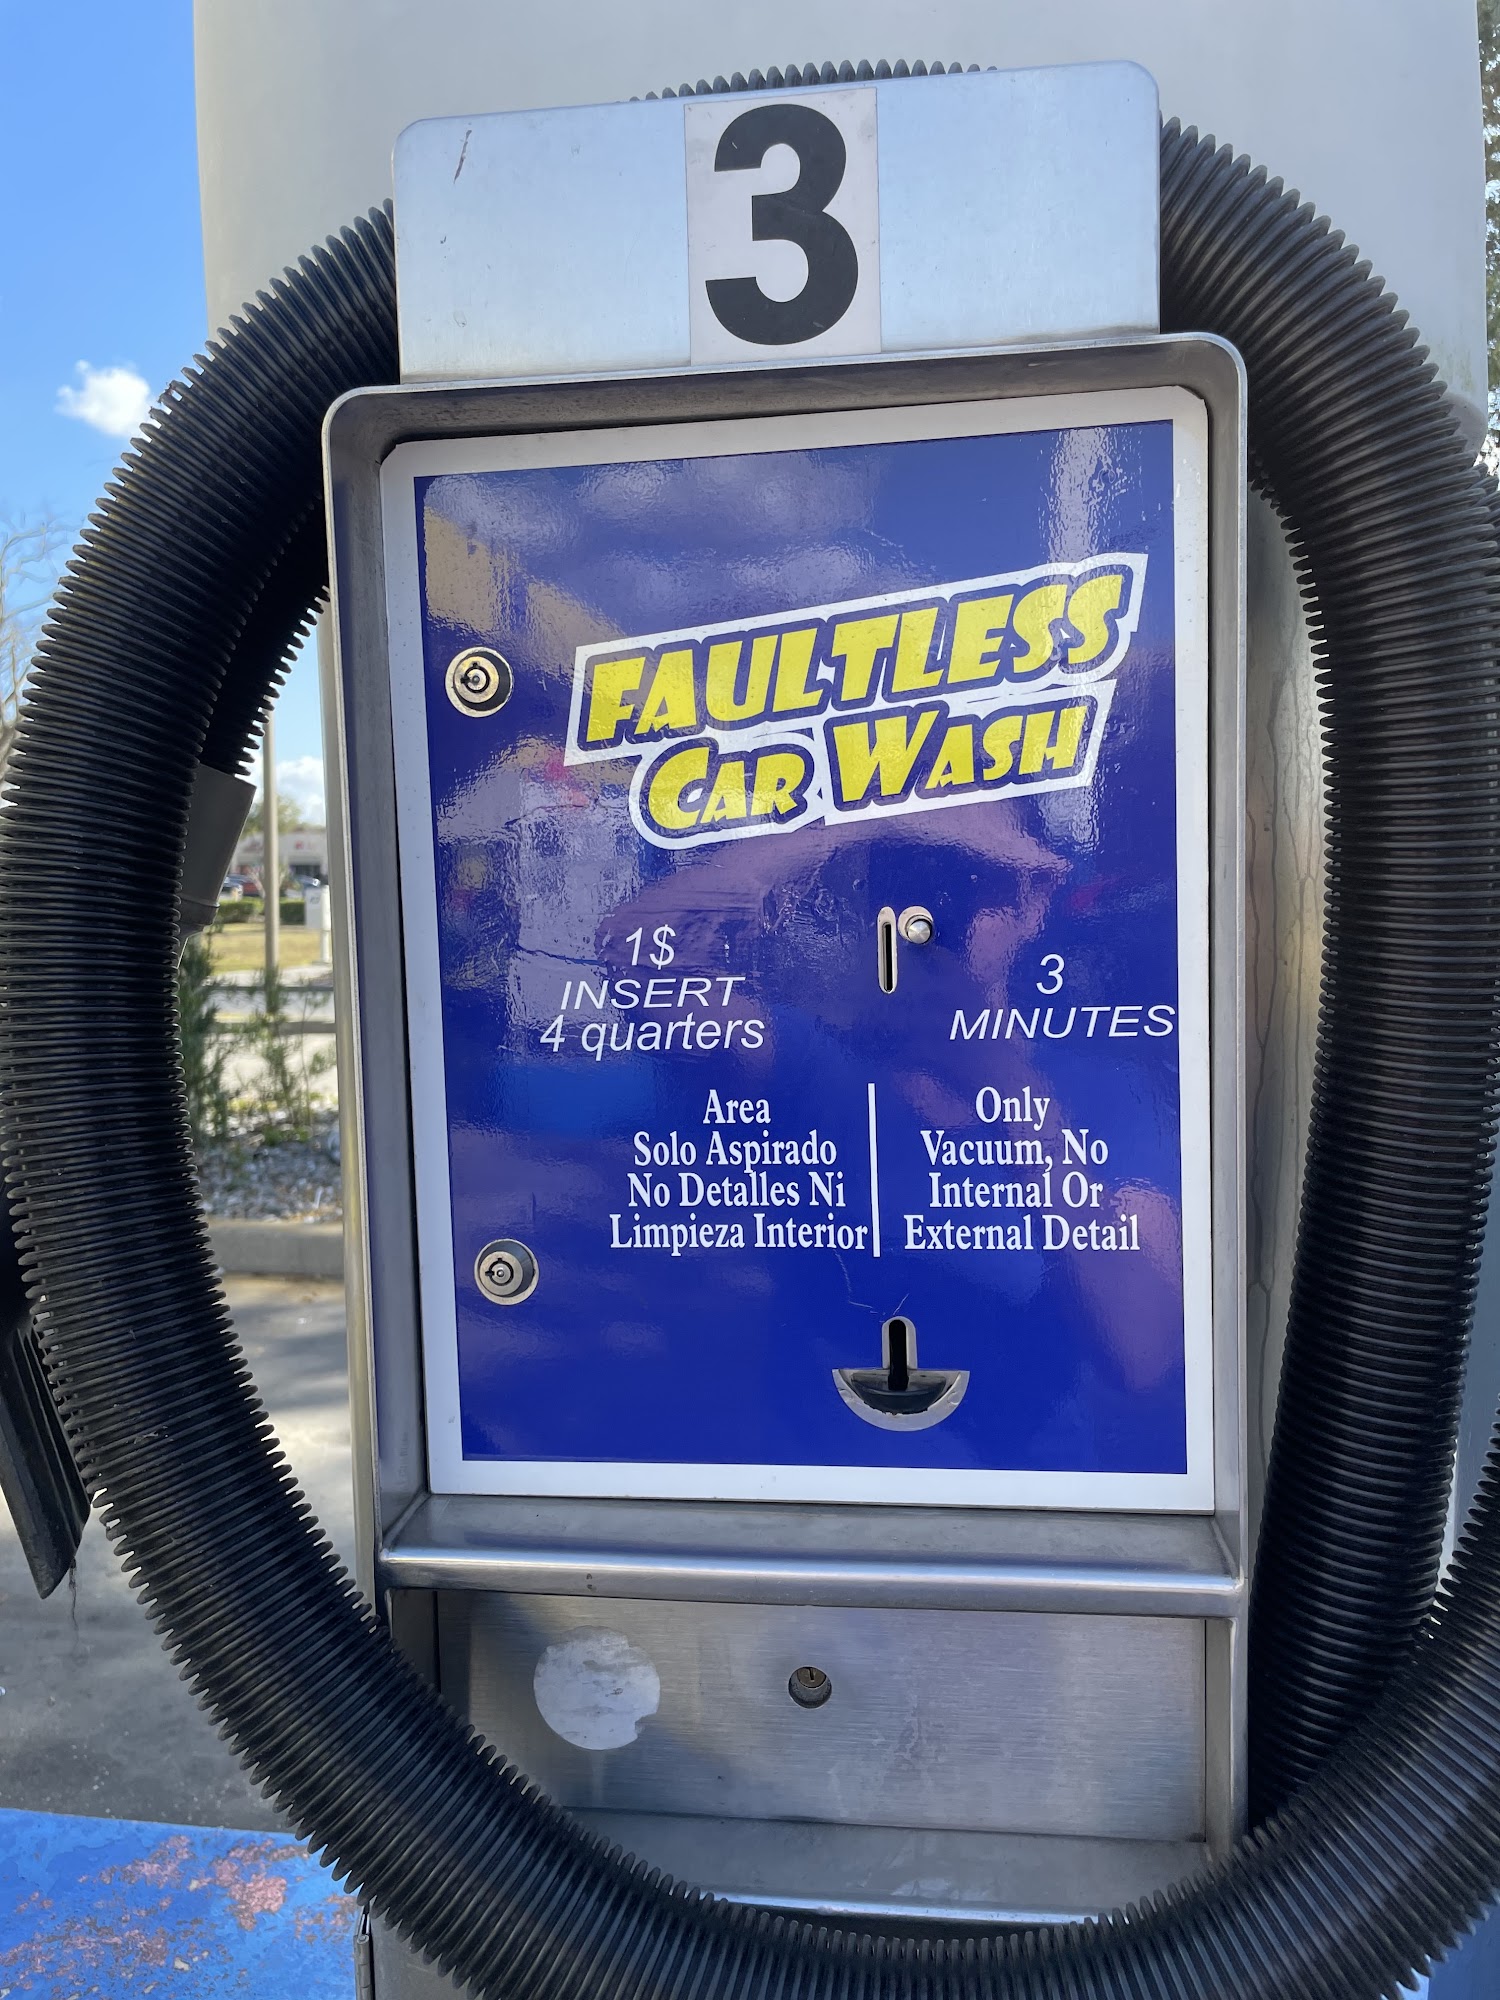 3
FAULTLESS
CAR WASH
1$
INSERT
4 quarters
3
MINUTES
Area
Solo Aspirado
No Detalles Ni
Limpieza Interior
Only
Vacuum, No
Internal Or
External Detail